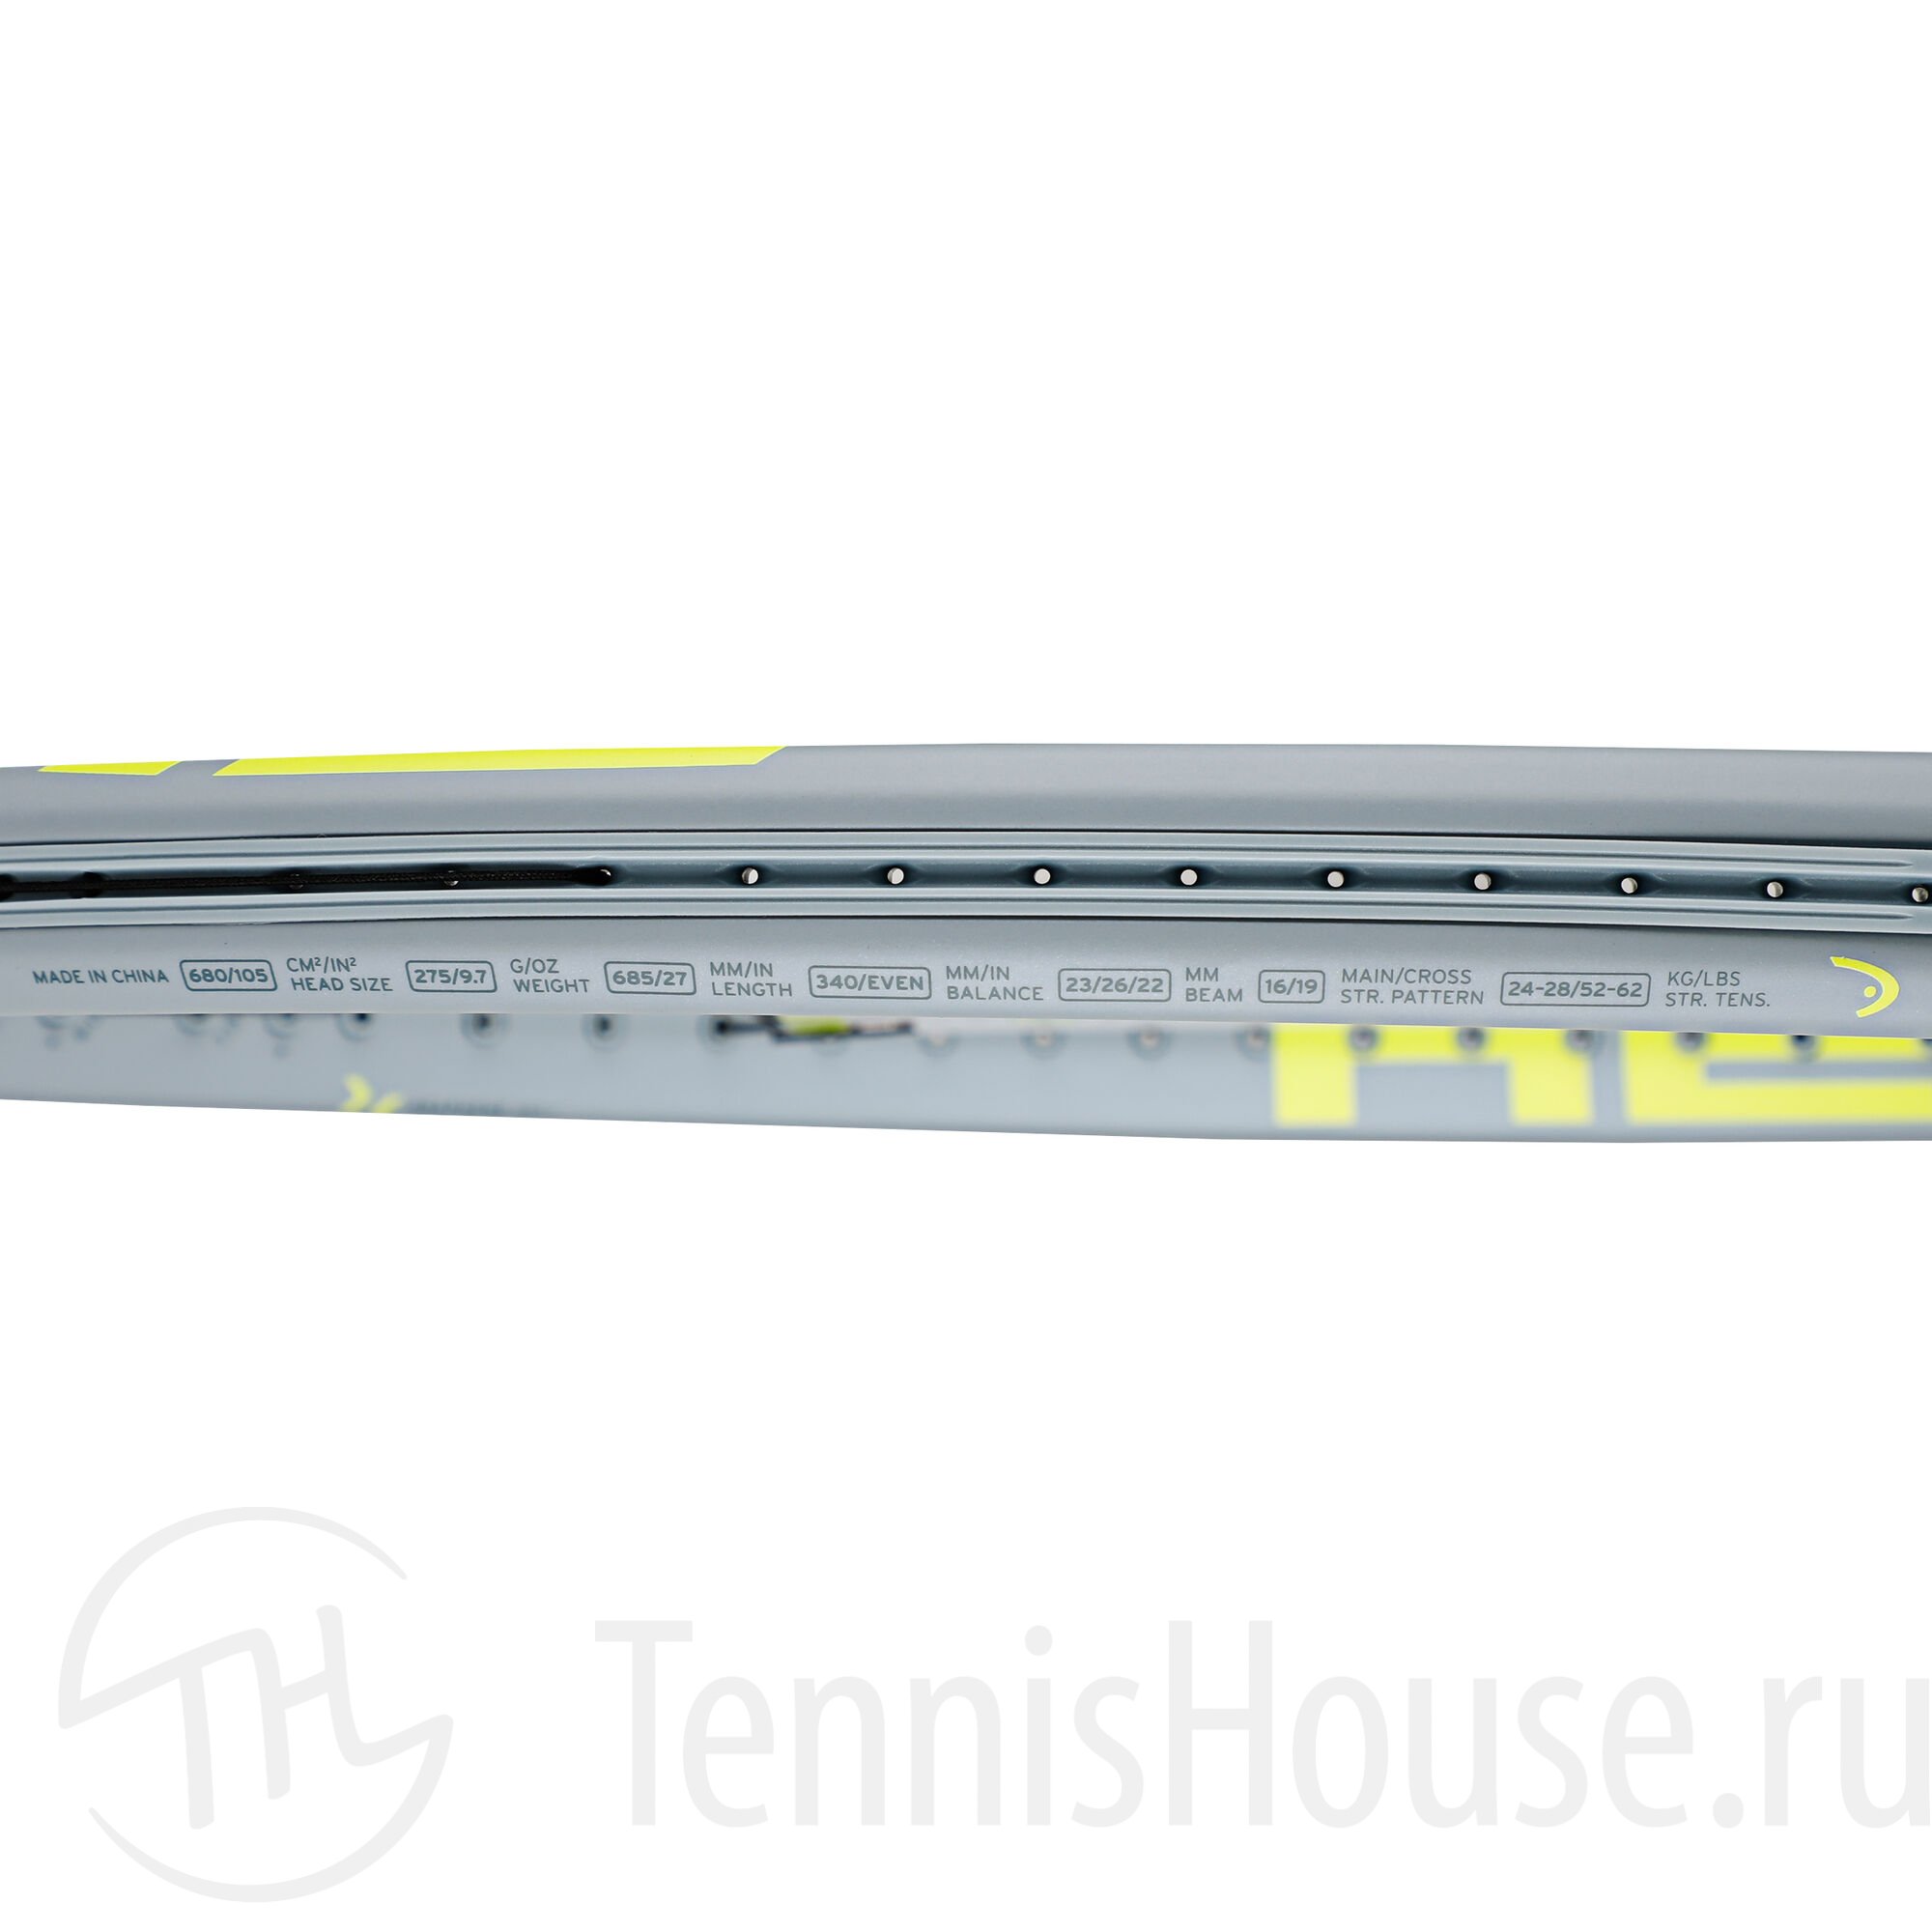 MADE IN CHINA 680/105 CM²/IN² HEAD SIZE 275/9.7 G/OZ WEIGHT 685/27 MM/IN LENGTH 340/EVEN MM/IN BALANCE 23/26/22 MM BEAM 16/19 MAIN/CROSS STR. PATTERN 24-28/52-62 KG/LBS STR. TENS.
TH TennisHouse.ru